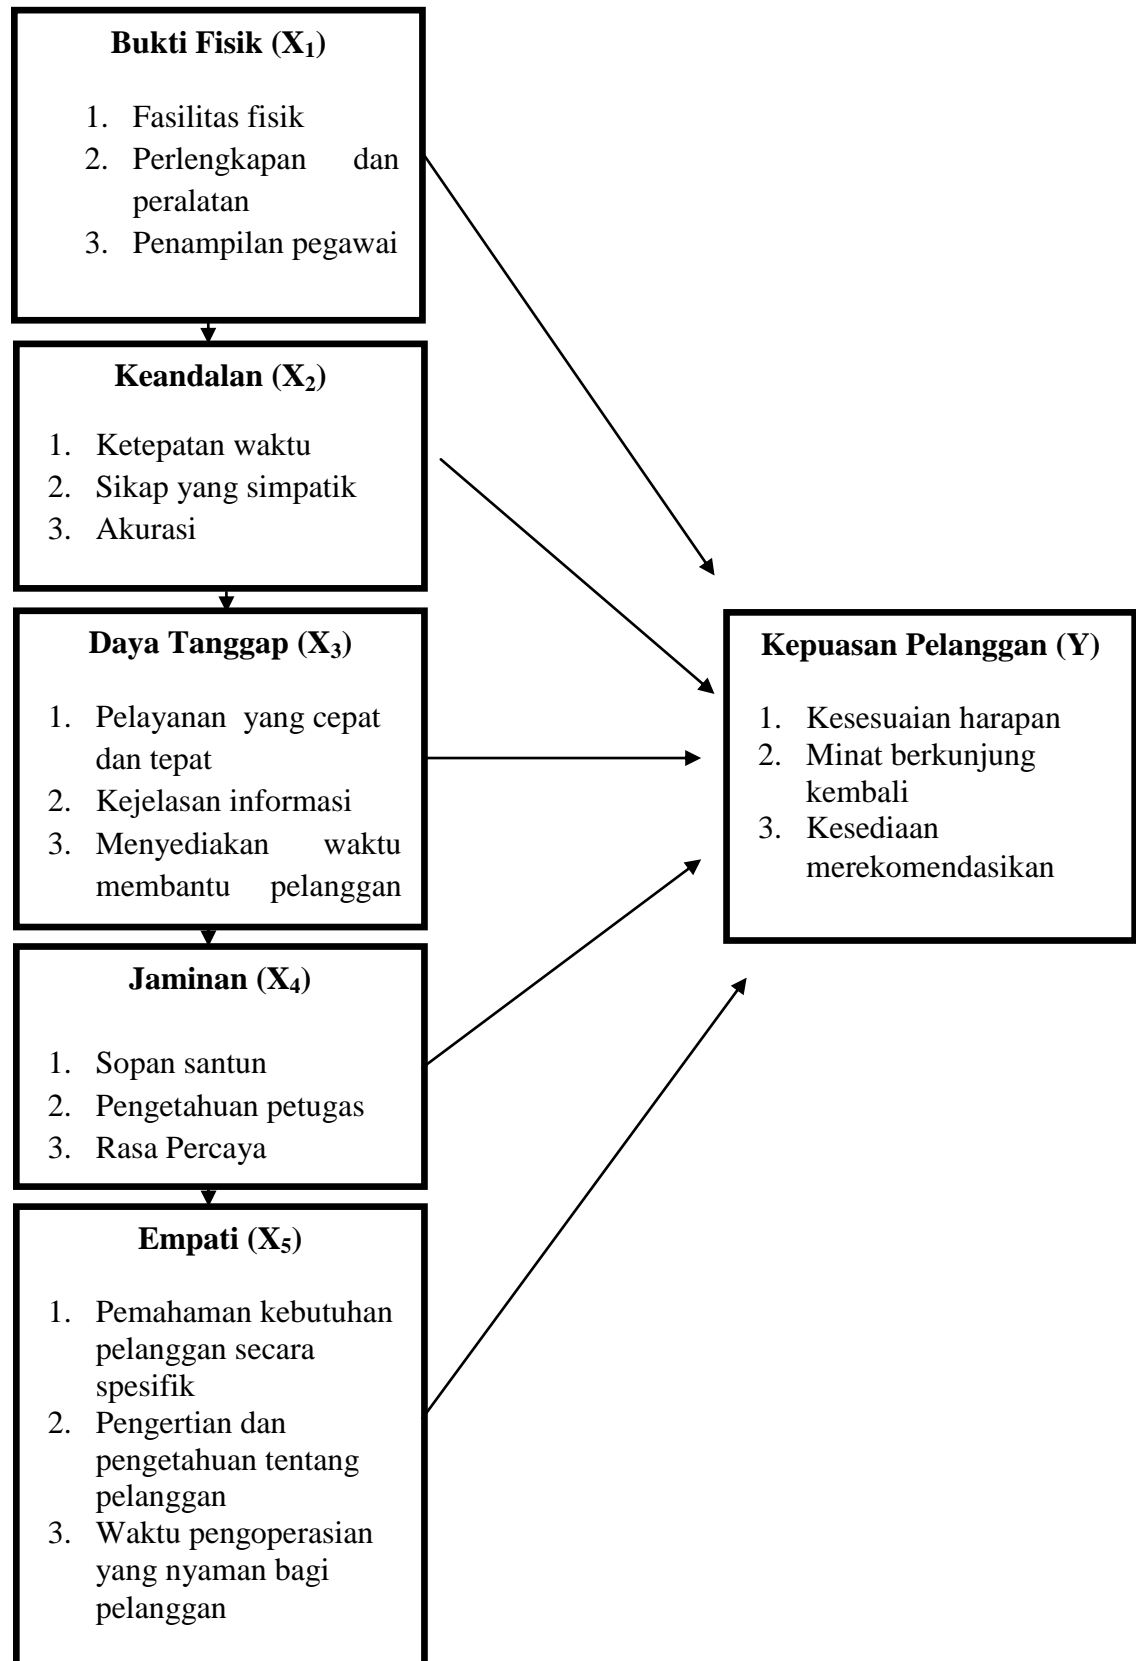 Bukti Fisik (X₁)
1. Fasilitas fisik
2. Perlengkapan dan
peralatan
3. Penampilan pegawai
Keandalan (X₂)
1. Ketepatan waktu
2. Sikap yang simpatik
3. Akurasi
Daya Tanggap (X₃)
1. Pelayanan yang cepat
dan tepat
2. Kejelasan informasi
3. Menyediakan waktu
membantu pelanggan
Jaminan (X₄)
1. Sopan santun
2. Pengetahuan petugas
3. Rasa Percaya
Empati (X₅)
1. Pemahaman kebutuhan
pelanggan secara
spesifik
2. Pengertian dan
pengetahuan tentang
pelanggan
3. Waktu pengoperasian
yang nyaman bagi
pelanggan
Kepuasan Pelanggan (Y)
1. Kesesuaian harapan
2. Minat berkunjung
kembali
3. Kesediaan
merekomendasikan